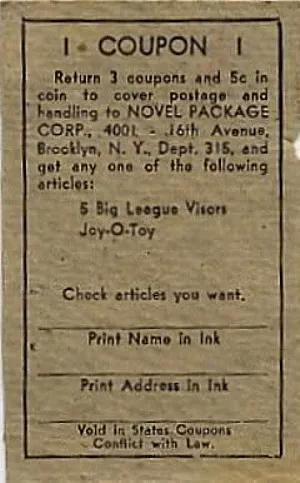 1 COUPON 1
Return 3 coupons and 5c in
coin to cover postage and
handling to NOVEL PACKAGE
CORP., 4001 - 16th Avenue,
Brooklyn, N. Y., Dept. 315, and
get any one of the following
articles:
5 Big League Visors
Joy-O-Toy
Check articles you want.
Print Name in Ink
Print Address in Ink
Void in States Coupons
Conflict with Law.